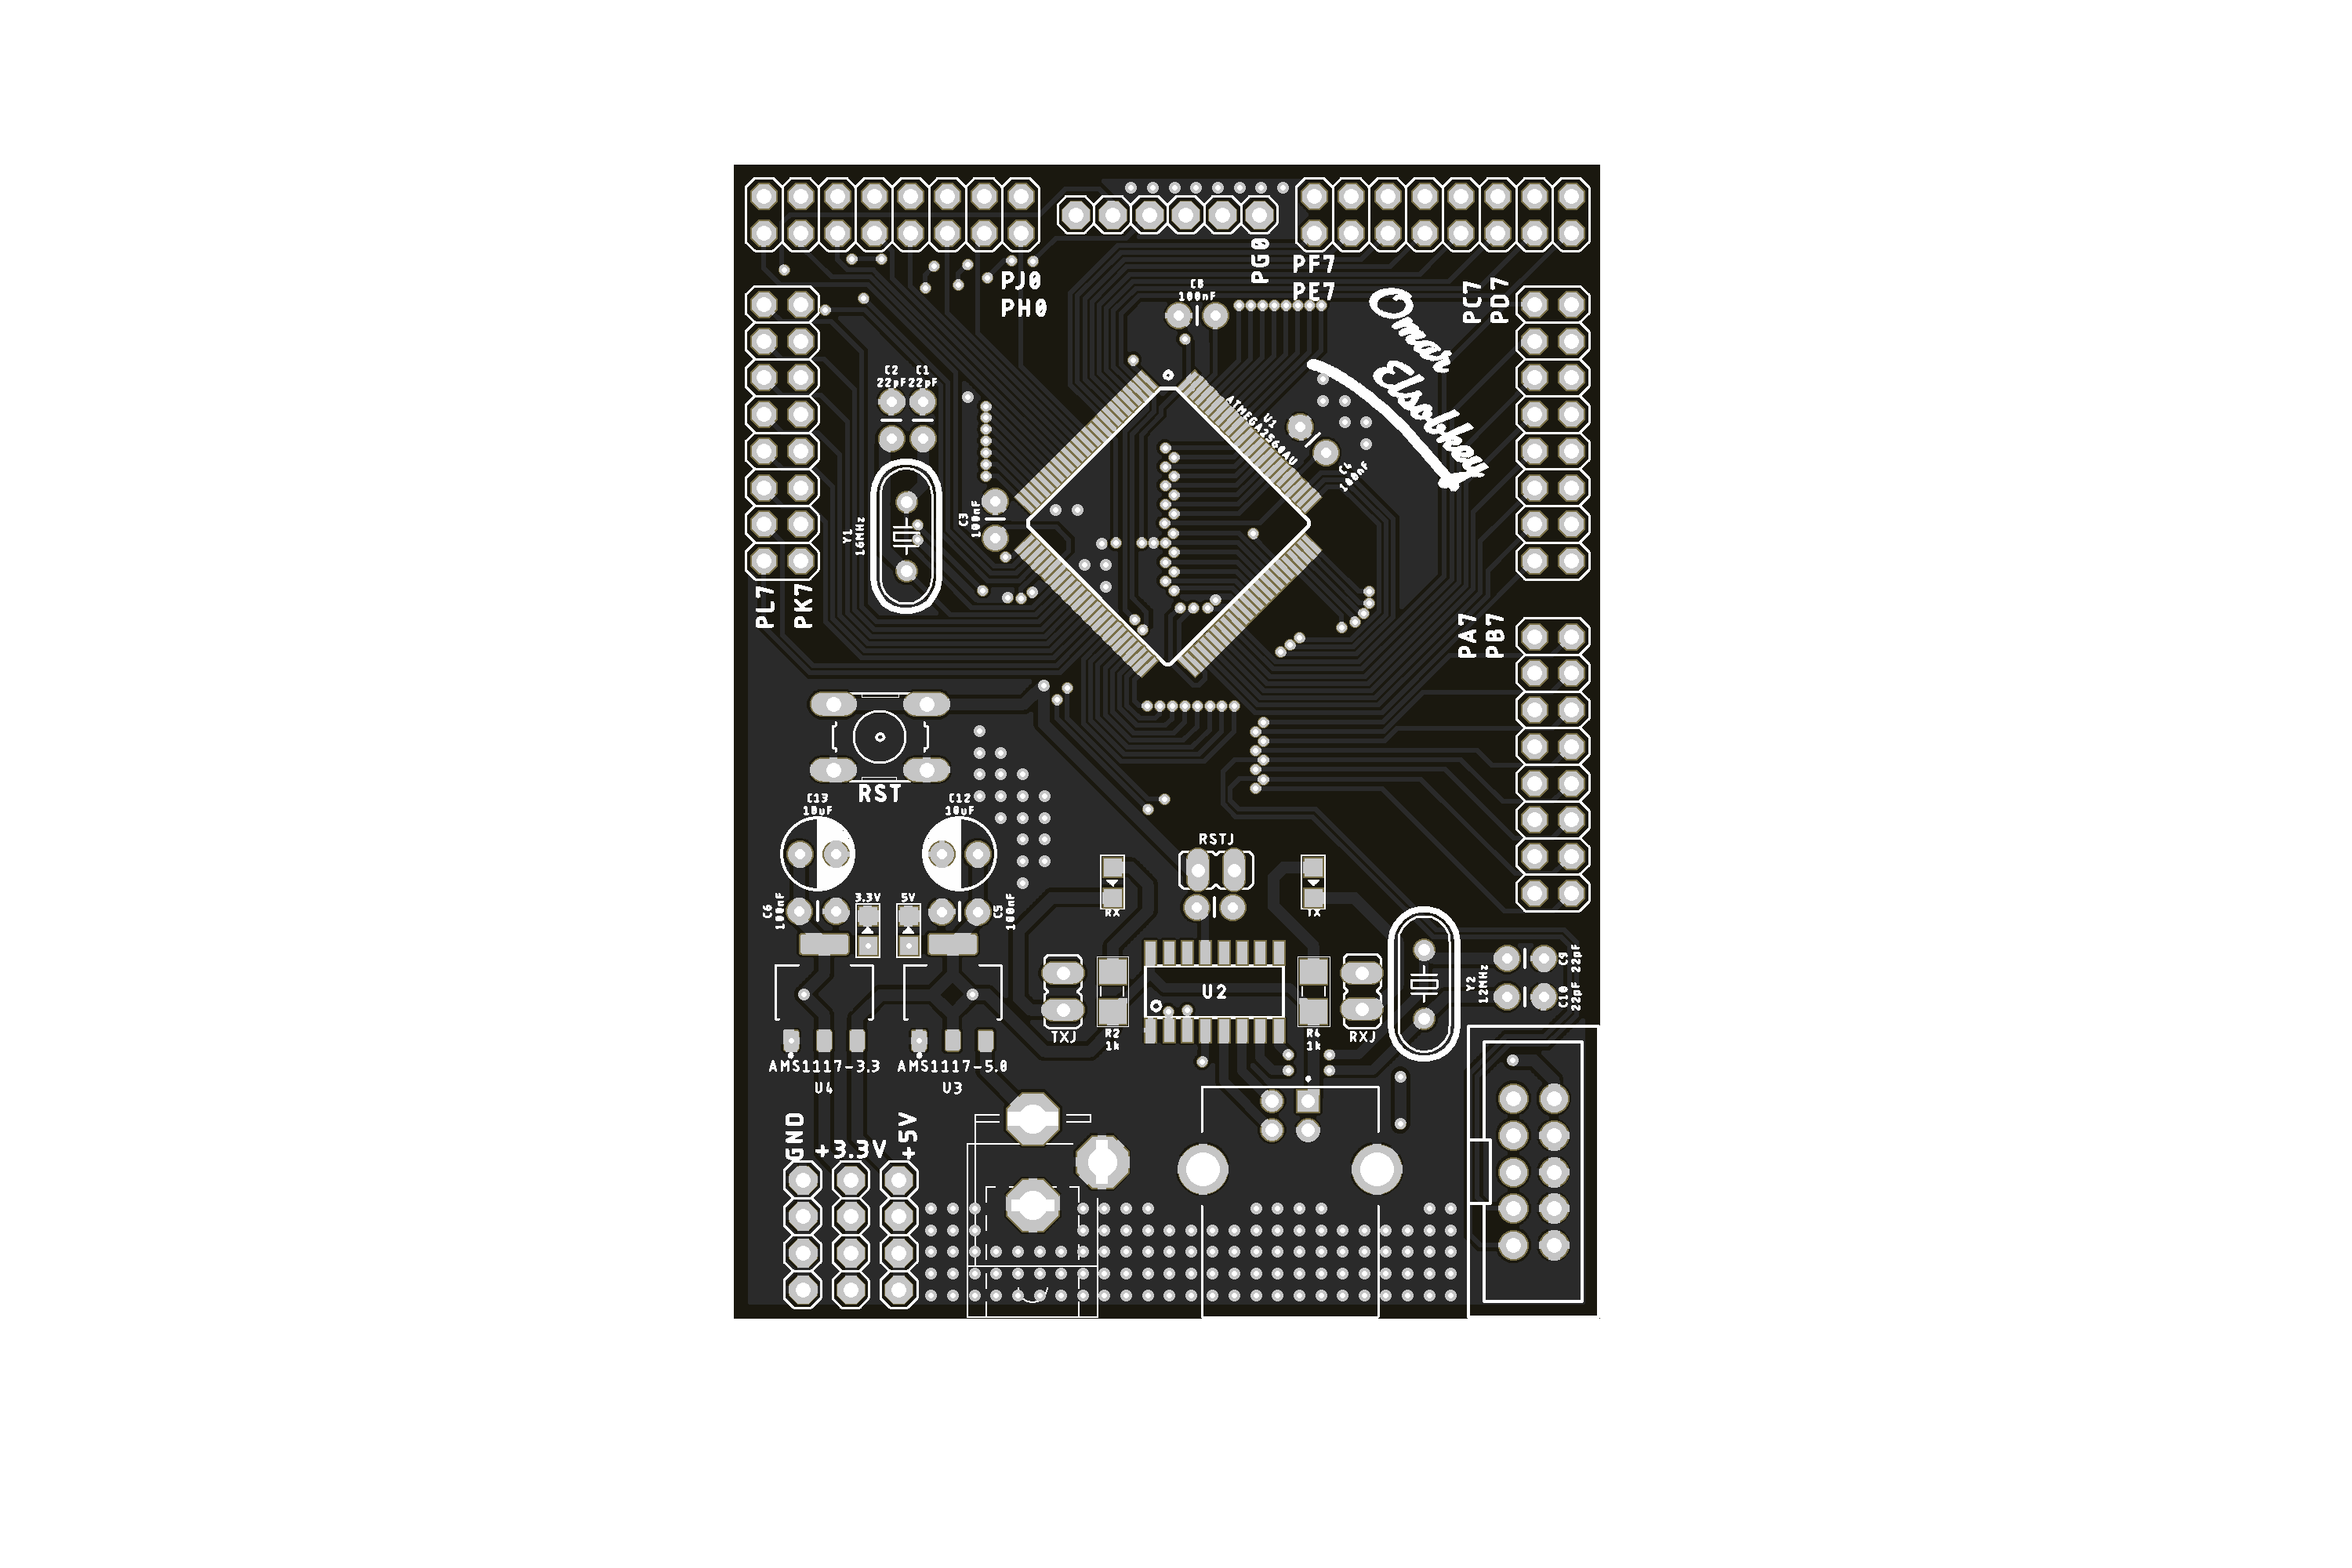 PJ0
PH0
PG0
PF7
PE7
PC7
PD7
C8
100nF
Omar
Elsobkey
C2
22pF
C1
22pF
U1
ATMEGA2560AU
C4
100nF
C3
100nF
Y1
16MHz
PL7
PK7
PA7
PB7
RST
C13
10uF
C12
10uF
RSTJ
3.3V
5V
C6
100nF
C5
100nF
RX
TX
U2
Y2
12MHz
C9
22pF
C10
22pF
TXJ
R2
1k
R4
1k
RXJ
AMS1117-3.3
U4
AMS1117-5.0
U3
GND
+3.3V
+5V